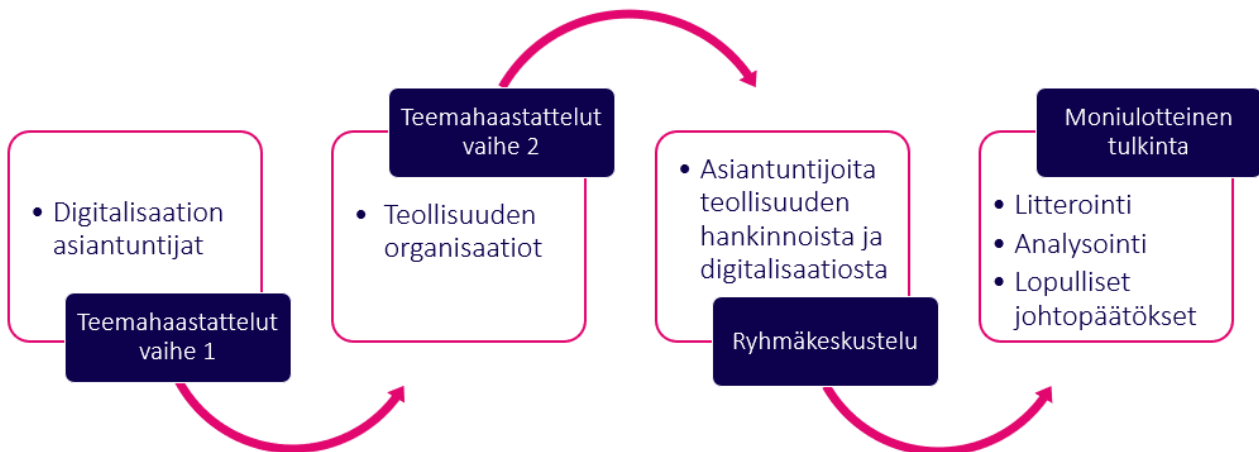 • Digitalisaation
asiantuntijat
Teemahaastattelut
vaihe 1
Teemahaastattelut
vaihe 2
• Teollisuuden
organisaatiot
• Asiantuntijoita
teollisuuden
hankinnoista ja
digitalisaatiosta
Ryhmäkeskustelu
Moniulotteinen
tulkinta
• Litterointi
• Analysointi
• Lopulliset
johtopäätökset